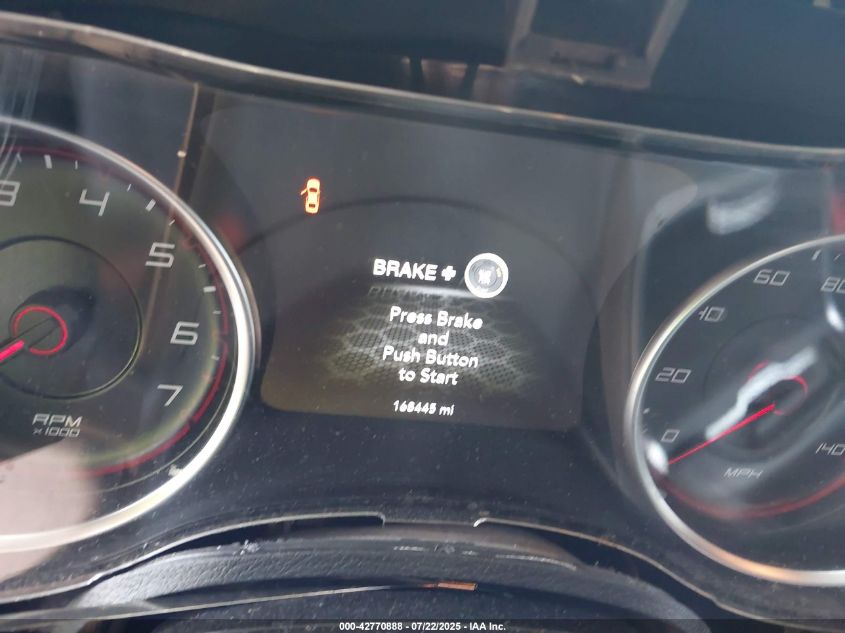 3 4 5 6 7
RPM
x1000
BRAKE +
Press Brake
and
Push Button
to Start
168445 mi
0 20 40 60 80 140
MPH
000-42770888 - 07/22/2025 - IAA Inc.